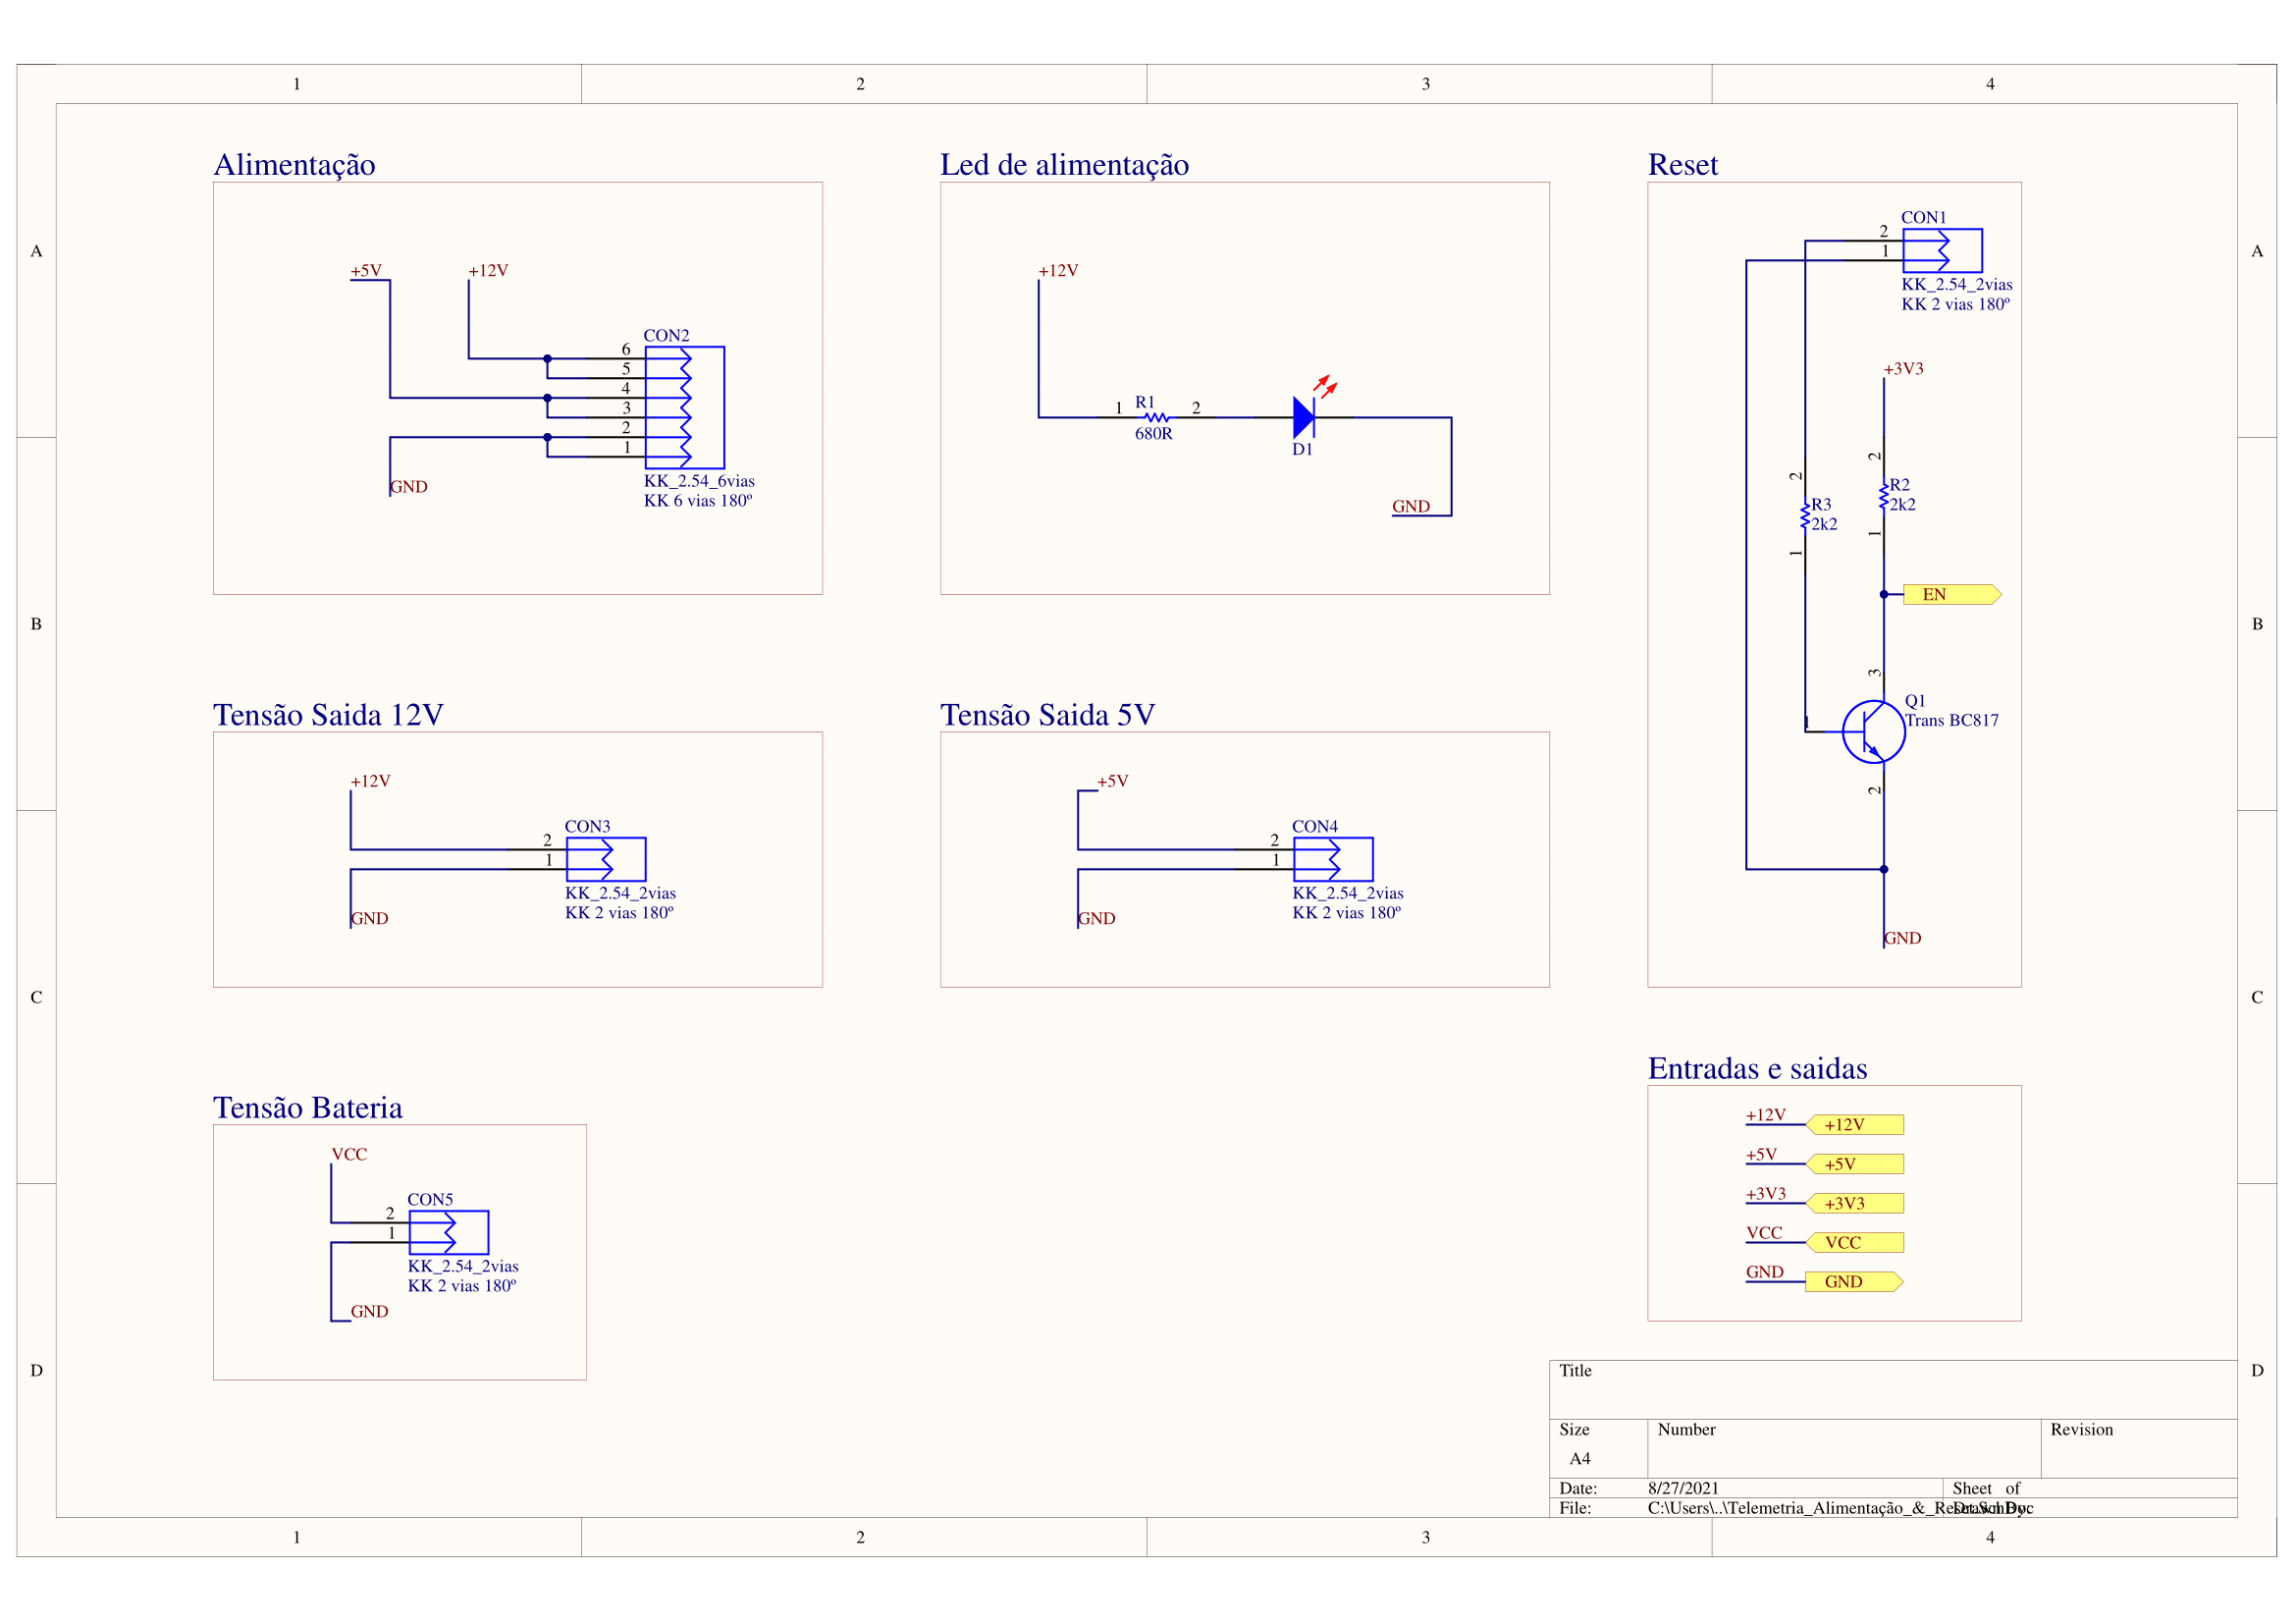 1 2 3 4
A
B
C
D
A
B
C
D
Alimentação
+5V
+12V
CON2
6
5
4
3
2
1
GND
KK_2.54_6vias
KK 6 vias 180º
Led de alimentação
+12V
1
R1
2
680R
D1
GND
Reset
CON1
2
1
KK_2.54_2vias
KK 2 vias 180º
+3V3
2
R3
2k2
1
2
R2
2k2
1
EN
3
Q1
Trans BC817
1
2
GND
Tensão Saida 12V
+12V
CON3
2
1
KK_2.54_2vias
KK 2 vias 180º
GND
Tensão Saida 5V
+5V
CON4
2
1
KK_2.54_2vias
KK 2 vias 180º
GND
Tensão Bateria
VCC
CON5
2
1
KK_2.54_2vias
KK 2 vias 180º
GND
Entradas e saidas
+12V +12V
+5V +5V
+3V3 +3V3
VCC VCC
GND GND
Title
Size Number Revision
A4
Date: 8/27/2021 Sheet of
File: C:\Users\..\Telemetria_Alimentação_&_Reset.SchDoc Drawn By:
1 2 3 4